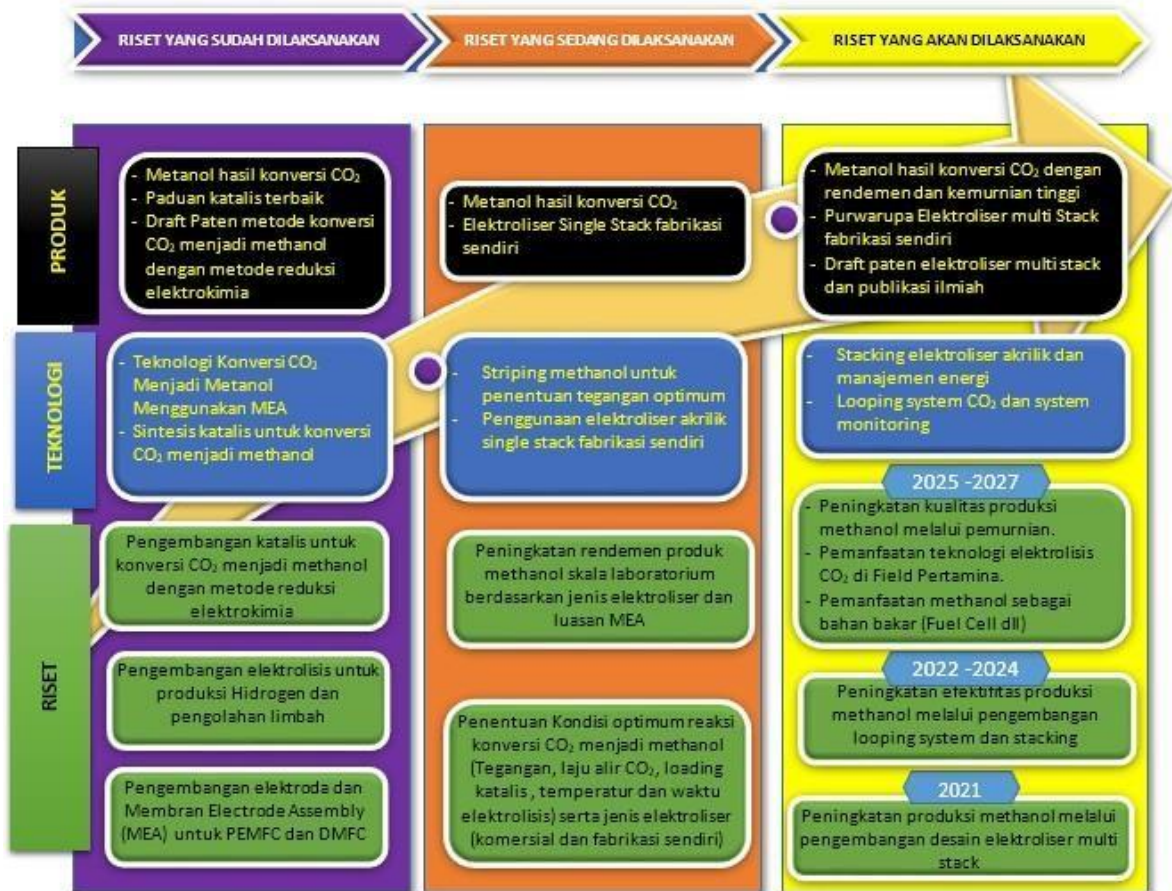 RISET YANG SUDAH DILAKSANAKAN
RISET YANG SEDANG DILAKSANAKAN
RISET YANG AKAN DILAKSANAKAN
PRODUK
- Metanol hasil konversi CO₂
- Paduan katalis terbaik
- Draft Paten metode konversi
CO₂ menjadi methanol
dengan metode reduksi
elektrokimia
- Metanol hasil konversi CO₂
- Elektroliser Single Stack fabrikasi
sendiri
- Metanol hasil konversi CO₂ dengan
rendemen dan kemurnian tinggi
- Purwarupa Elektroliser multi Stack
fabrikasi sendiri
- Draft paten elektroliser multi stack
dan publikasi ilmiah
TEKNOLOGI
- Teknologi Konversi CO₂
Menjadi Metanol
Menggunakan MEA
- Sintesis katalis untuk konversi
CO₂ menjadi methanol
- Striping methanol untuk
penentuan tegangan optimum
- Penggunaan elektroliser akrilik
single stack fabrikasi sendiri
- Stacking elektroliser akrilik dan
manajemen energi
- Looping system CO₂ dan system
monitoring
RISET
Pengembangan katalis untuk
konversi CO₂ menjadi methanol
dengan metode reduksi
elektrokimia
Pengembangan elektrolisis untuk
produksi Hidrogen dan
pengolahan limbah
Pengembangan elektroda dan
Membran Electrode Assembly
(MEA) untuk PEMFC dan DMFC
Peningkatan rendemen produk
methanol skala laboratorium
berdasarkan jenis elektroliser dan
luasan MEA
Penentuan Kondisi optimum reaksi
konversi CO₂ menjadi methanol
(Tegangan, laju alir CO₂, loading
katalis , temperatur dan waktu
elektrolisis) serta jenis elektroliser
(komersial dan fabrikasi sendiri)
2025 -2027
- Peningkatan kualitas produksi
methanol melalui pemurnian.
- Pemanfaatan teknologi elektrolisis
CO₂ di Field Pertamina.
- Pemanfaatan methanol sebagai
bahan bakar (Fuel Cell dll)
2022 -2024
Peningkatan efektifitas produksi
methanol melalui pengembangan
looping system dan stacking
2021
Peningkatan produksi methanol melalui
pengembangan desain elektroliser multi
stack